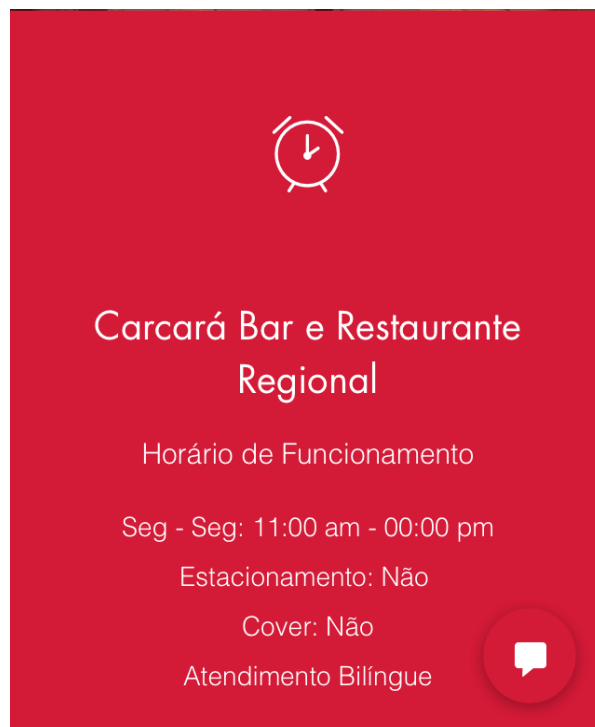 Carcará Bar e Restaurante
Regional
Horário de Funcionamento
Seg - Seg: 11:00 am - 00:00 pm
Estacionamento: Não
Cover: Não
Atendimento Bilíngue